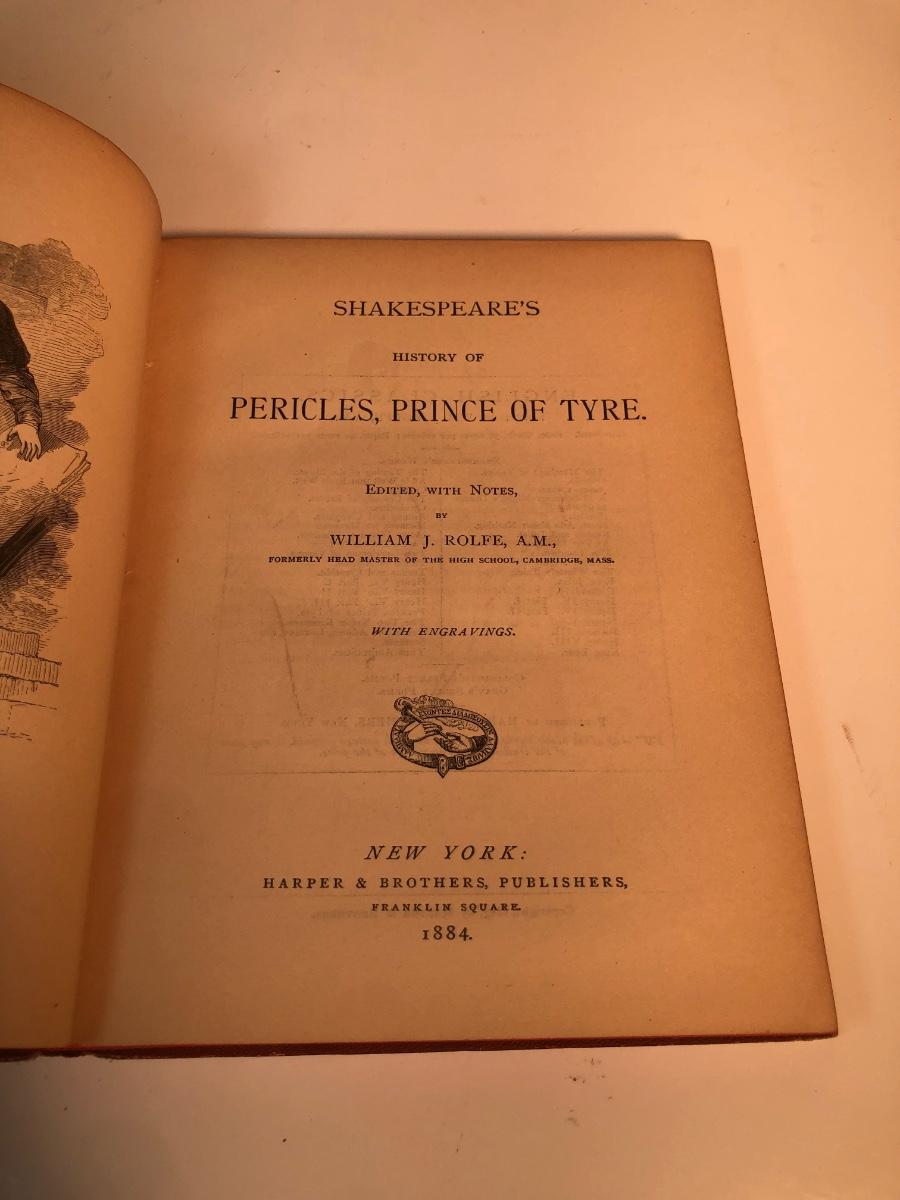 SHAKESPEARE'S
HISTORY OF
PERICLES, PRINCE OF TYRE.
EDITED, WITH NOTES,
BY
WILLIAM J. ROLFE, A.M.,
FORMERLY HEAD MASTER OF THE HIGH SCHOOL, CAMBRIDGE, MASS.
WITH ENGRAVINGS.
NEW YORK:
HARPER & BROTHERS, PUBLISHERS,
FRANKLIN SQUARE.
1884.